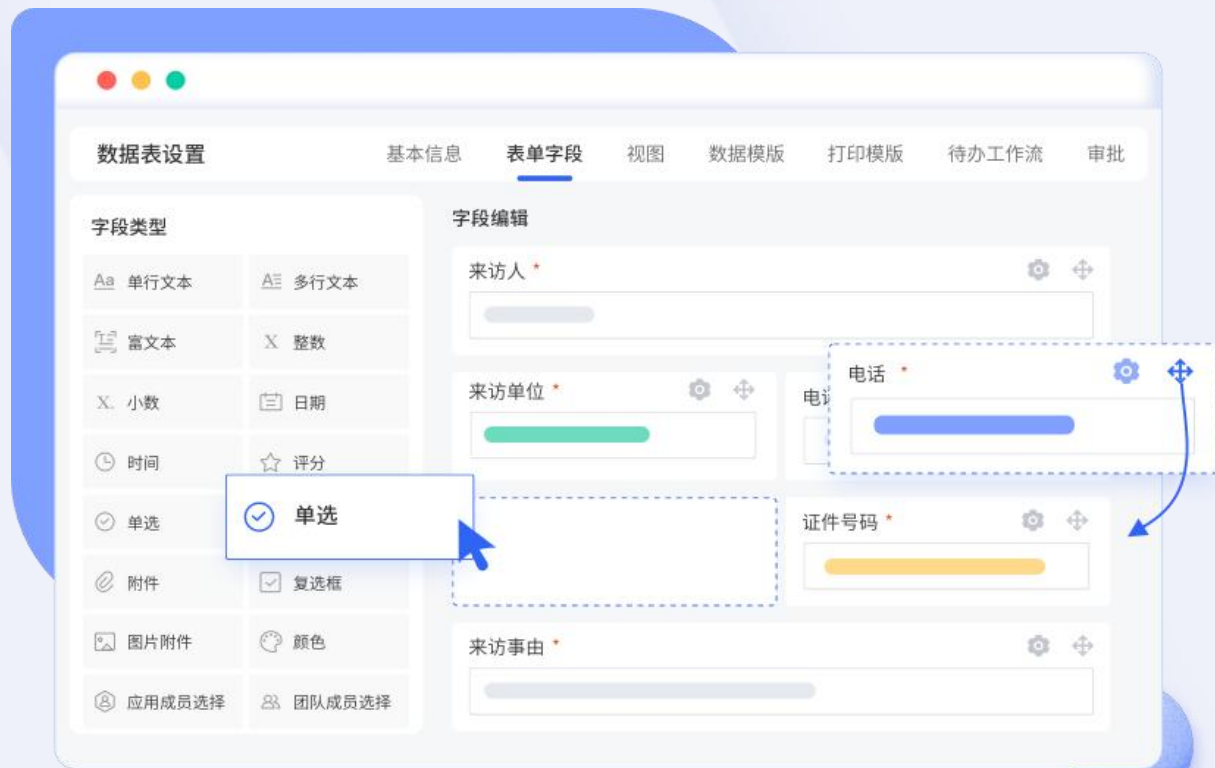 数据表设置
基本信息 表单字段 视图 数据模版 打印模版 待办工作流 审批
字段类型
Aa 单行文本
A 多行文本
富文本
X 整数
X. 小数
日期
时间
评分
单选
单选
附件
复选框
图片附件
颜色
应用成员选择
团队成员选择
字段编辑
来访人 *
来访单位 *
电话 *
证件号码 *
来访事由 *